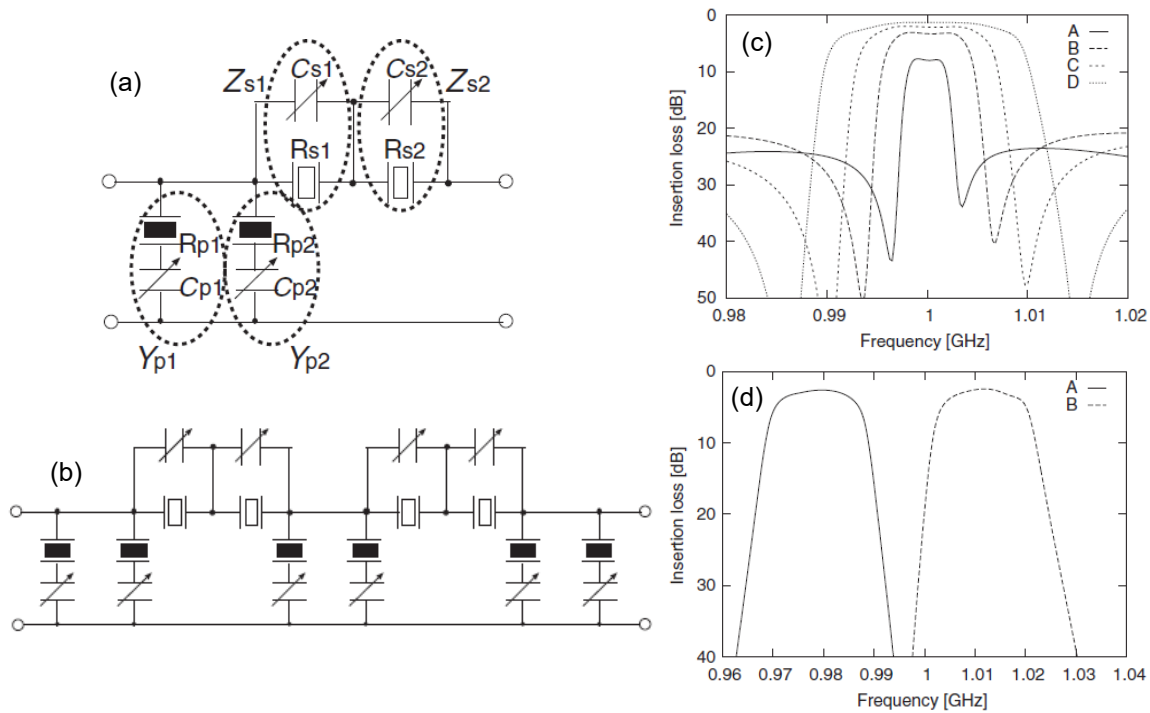 (a)
Zs1
Cs1
Cs2
Zs2
Rs1
Rs2
Rp1
Rp2
Cp1
Cp2
Yp1
Yp2
(b)
(c)
Insertion loss [dB]
0
10
20
30
40
50
A
B
C
D
0.98 0.99 1 1.01 1.02
Frequency [GHz]
(d)
Insertion loss [dB]
0
10
20
30
40
A
B
0.96 0.97 0.98 0.99 1 1.01 1.02 1.03 1.04
Frequency [GHz]